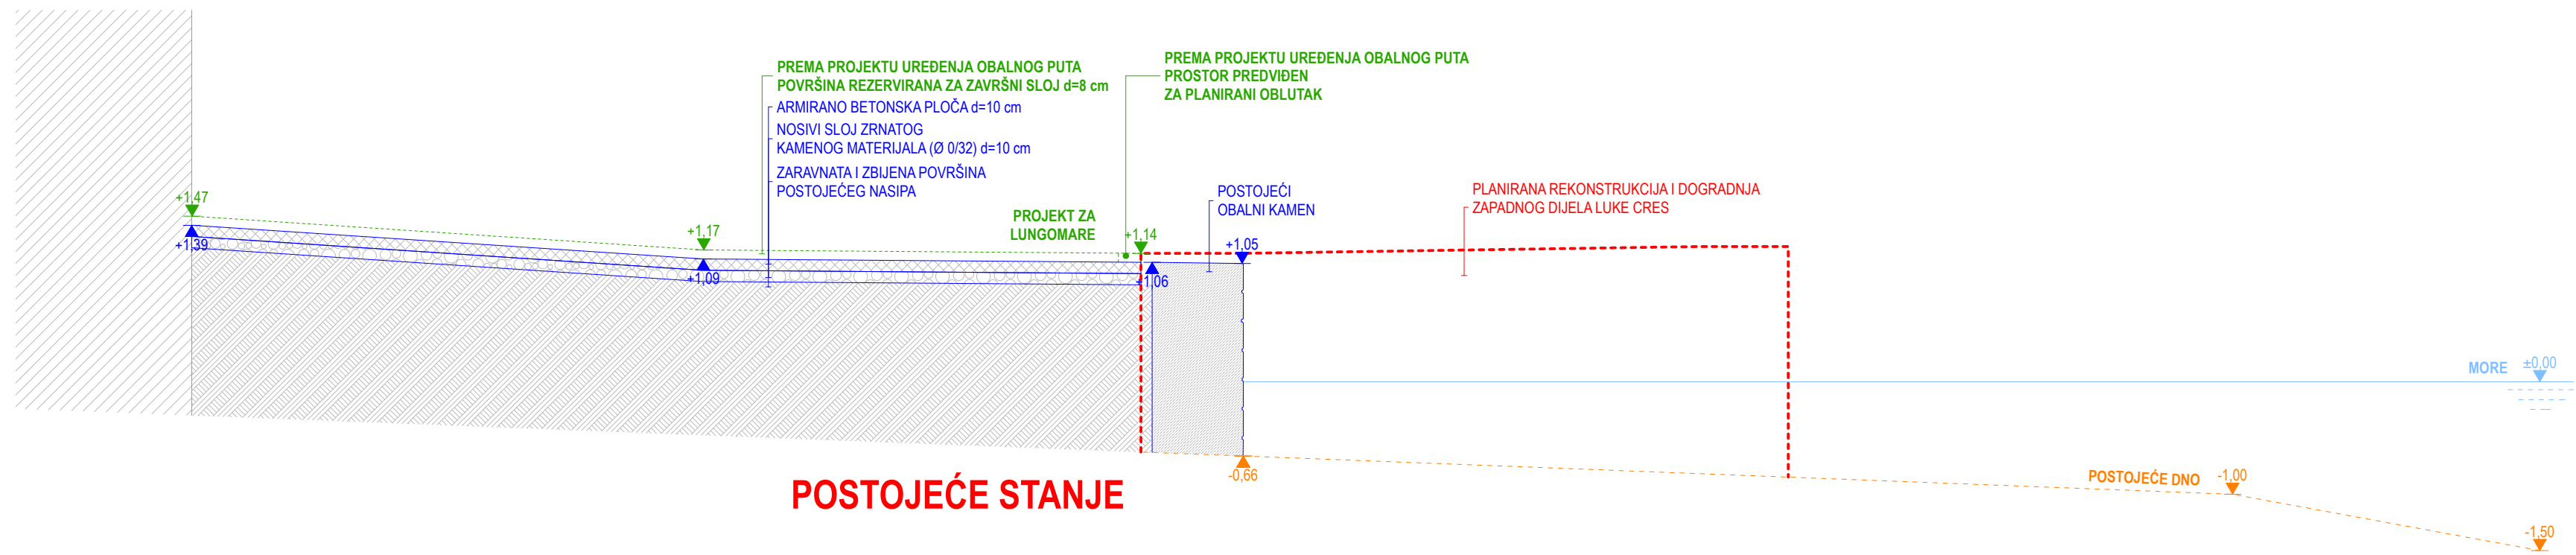 PREMA PROJEKTU UREĐENJA OBALNOG PUTA
POVRŠINA REZERVIRANA ZA ZAVRŠNI SLOJ d=8 cm
ARMIRANO BETONSKA PLOČA d=10 cm
NOSIVI SLOJ ZRNATOG
KAMENOG MATERIJALA (Ø 0/32) d=10 cm
ZARAVNATA I ZBIJENA POVRŠINA
POSTOJEĆEG NASIPA
PREMA PROJEKTU UREĐENJA OBALNOG PUTA
PROSTOR PREDVIĐEN
ZA PLANIRANI OBLUTAK
POSTOJEĆI
OBALNI KAMEN
PLANIRANA REKONSTRUKCIJA I DOGRADNJA
ZAPADNOG DIJELA LUKE CRES
+1,47
+1,39
+1,17
+1,09
PROJEKT ZA
LUNGOMARE
+1,14
+1,06
+1,05
MORE ±0,00
-0,66
POSTOJEĆE DNO -1,00
-1,50
POSTOJEĆE STANJE